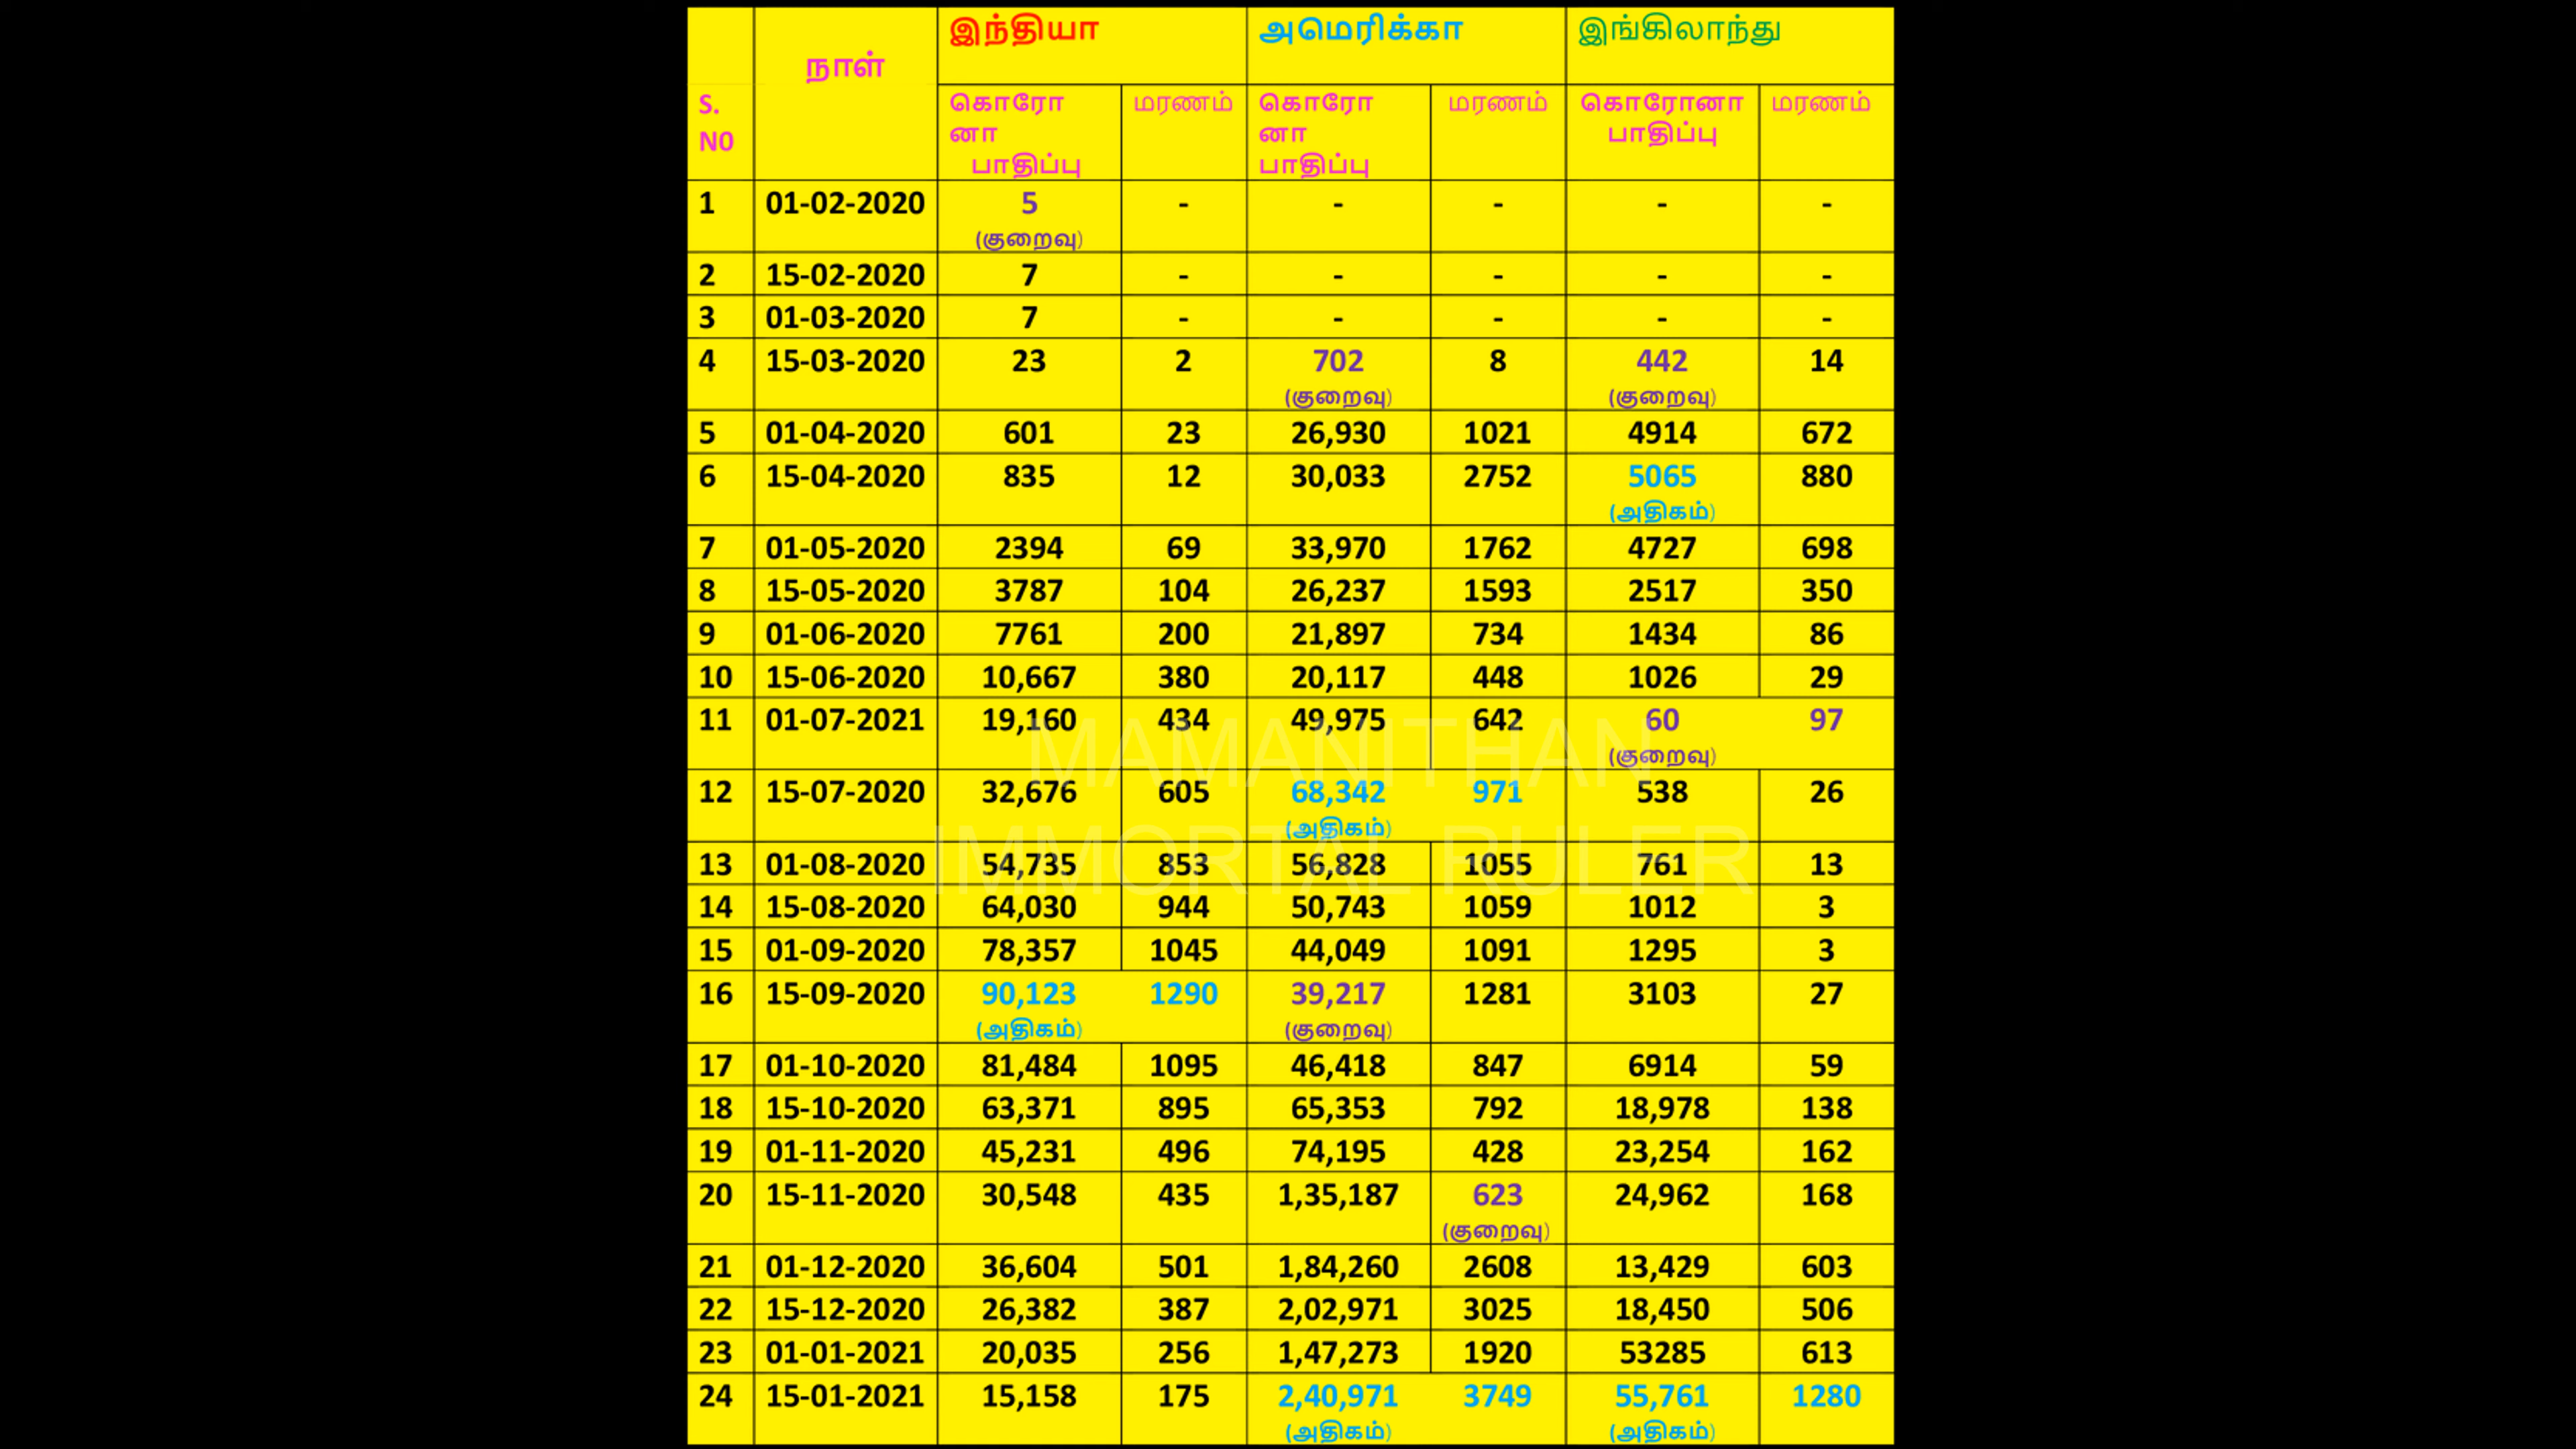 இந்தியா அமெரிக்கா இங்கிலாந்து
நாள்
S. கொரோ மரணம் கொரோ மரணம் கொரோனா மரணம்
N0 னா னா பாதிப்பு
பாதிப்பு பாதிப்பு
1 01-02-2020 5 - - - - -
(குறைவு)
2 15-02-2020 7 - - - - -
3 01-03-2020 7 - - - - -
4 15-03-2020 23 2 702 8 442 14
(குறைவு) (குறைவு)
5 01-04-2020 601 23 26,930 1021 4914 672
6 15-04-2020 835 12 30,033 2752 5065 880
(அதிகம்)
7 01-05-2020 2394 69 33,970 1762 4727 698
8 15-05-2020 3787 104 26,237 1593 2517 350
9 01-06-2020 7761 200 21,897 734 1434 86
10 15-06-2020 10,667 380 20,117 448 1026 29
11 01-07-2021 19,160 434 49,975 642 60 97
(குறைவு)
MAMANITHAN
12 15-07-2020 32,676 605 68,342 971 538 26
(அதிகம்)
IMMORTAL RULER
13 01-08-2020 54,735 853 56,828 1055 761 13
14 15-08-2020 64,030 944 50,743 1059 1012 3
15 01-09-2020 78,357 1045 44,049 1091 1295 3
16 15-09-2020 90,123 1290 39,217 1281 3103 27
(அதிகம்) (குறைவு)
17 01-10-2020 81,484 1095 46,418 847 6914 59
18 15-10-2020 63,371 895 65,353 792 18,978 138
19 01-11-2020 45,231 496 74,195 428 23,254 162
20 15-11-2020 30,548 435 1,35,187 623 24,962 168
(குறைவு)
21 01-12-2020 36,604 501 1,84,260 2608 13,429 603
22 15-12-2020 26,382 387 2,02,971 3025 18,450 506
23 01-01-2021 20,035 256 1,47,273 1920 53285 613
24 15-01-2021 15,158 175 2,40,971 3749 55,761 1280
(அதிகம்) (அதிகம்)